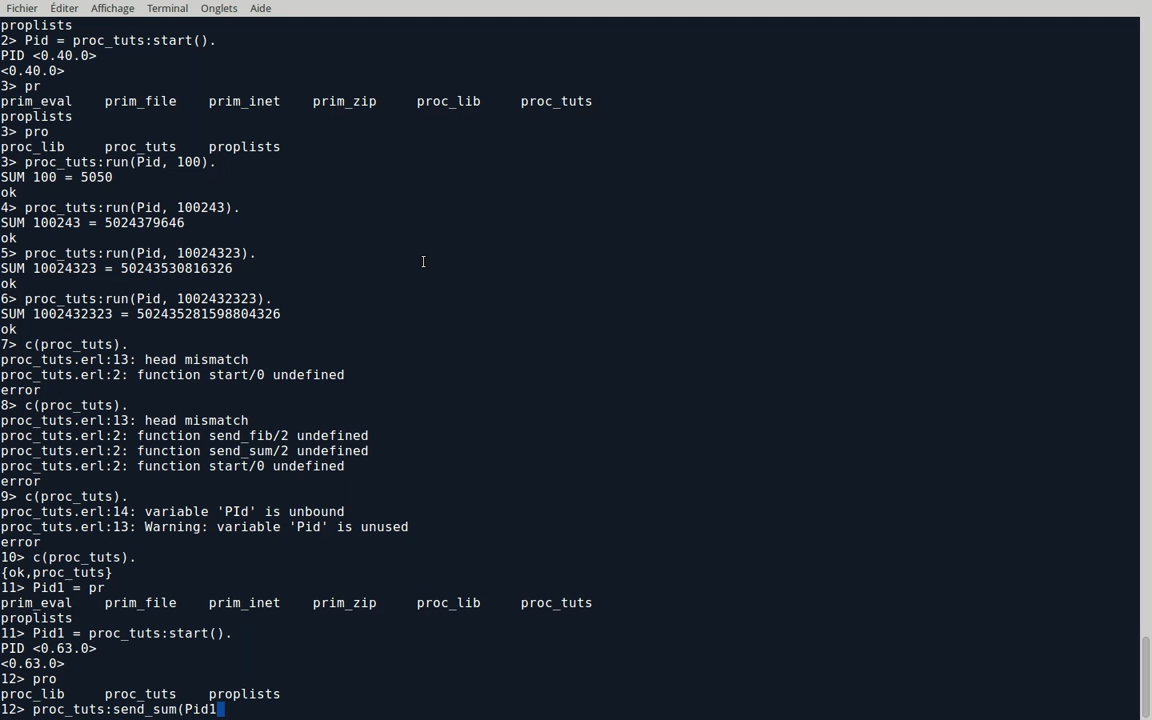 Fichier Éditer Affichage Terminal Onglets Aide
proplists
2> Pid = proc_tuts:start().
PID <0.40.0>
<0.40.0>
3> pr
prim_eval    prim_file    prim_inet    prim_zip     proc_lib     proc_tuts
proplists
3> pro
proc_lib     proc_tuts    proplists
3> proc_tuts:run(Pid, 100).
SUM 100 = 5050
ok
4> proc_tuts:run(Pid, 100243).
SUM 100243 = 5024379646
ok
5> proc_tuts:run(Pid, 10024323).
SUM 10024323 = 50243530816326
ok
6> proc_tuts:run(Pid, 1002432323).
SUM 1002432323 = 502435281598804326
ok
7> c(proc_tuts).
proc_tuts.erl:13: head mismatch
proc_tuts.erl:2: function start/0 undefined
error
8> c(proc_tuts).
proc_tuts.erl:13: head mismatch
proc_tuts.erl:2: function send_fib/2 undefined
proc_tuts.erl:2: function send_sum/2 undefined
proc_tuts.erl:2: function start/0 undefined
error
9> c(proc_tuts).
proc_tuts.erl:14: variable 'PId' is unbound
proc_tuts.erl:13: Warning: variable 'Pid' is unused
error
10> c(proc_tuts).
{ok,proc_tuts}
11> Pid1 = pr
prim_eval    prim_file    prim_inet    prim_zip     proc_lib     proc_tuts
proplists
11> Pid1 = proc_tuts:start().
PID <0.63.0>
<0.63.0>
12> pro
proc_lib     proc_tuts    proplists
12> proc_tuts:send_sum(Pid1